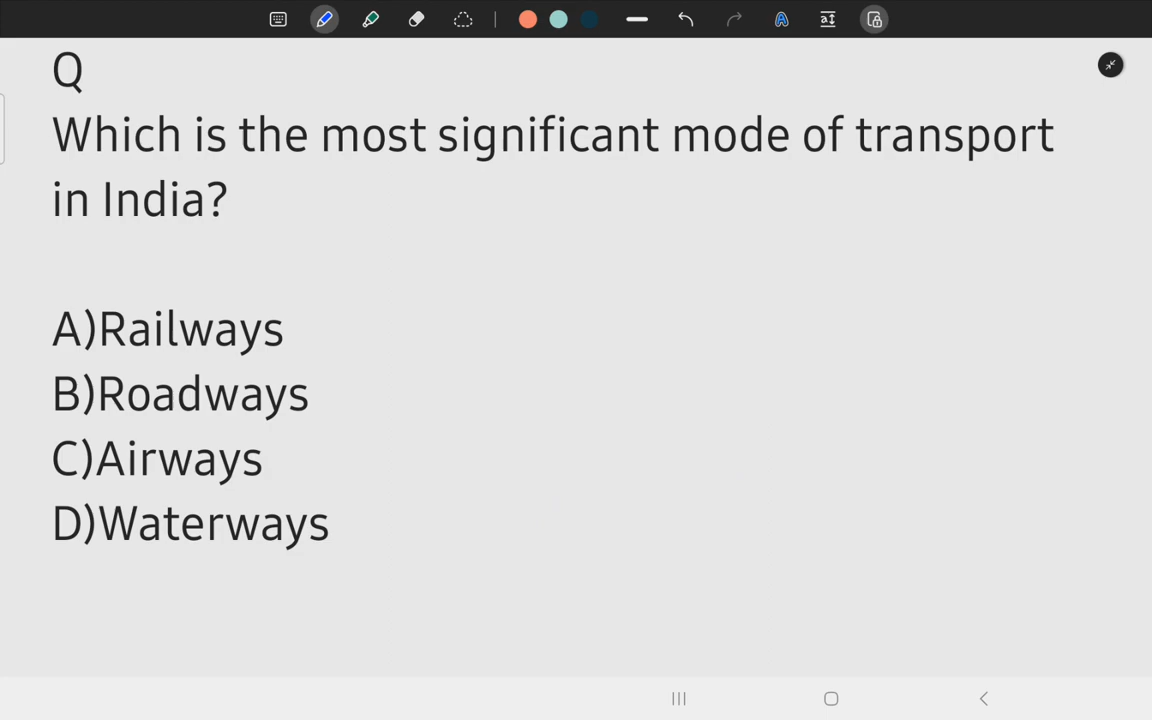 Q
Which is the most significant mode of transport
in India?
A)Railways
B)Roadways
C)Airways
D)Waterways